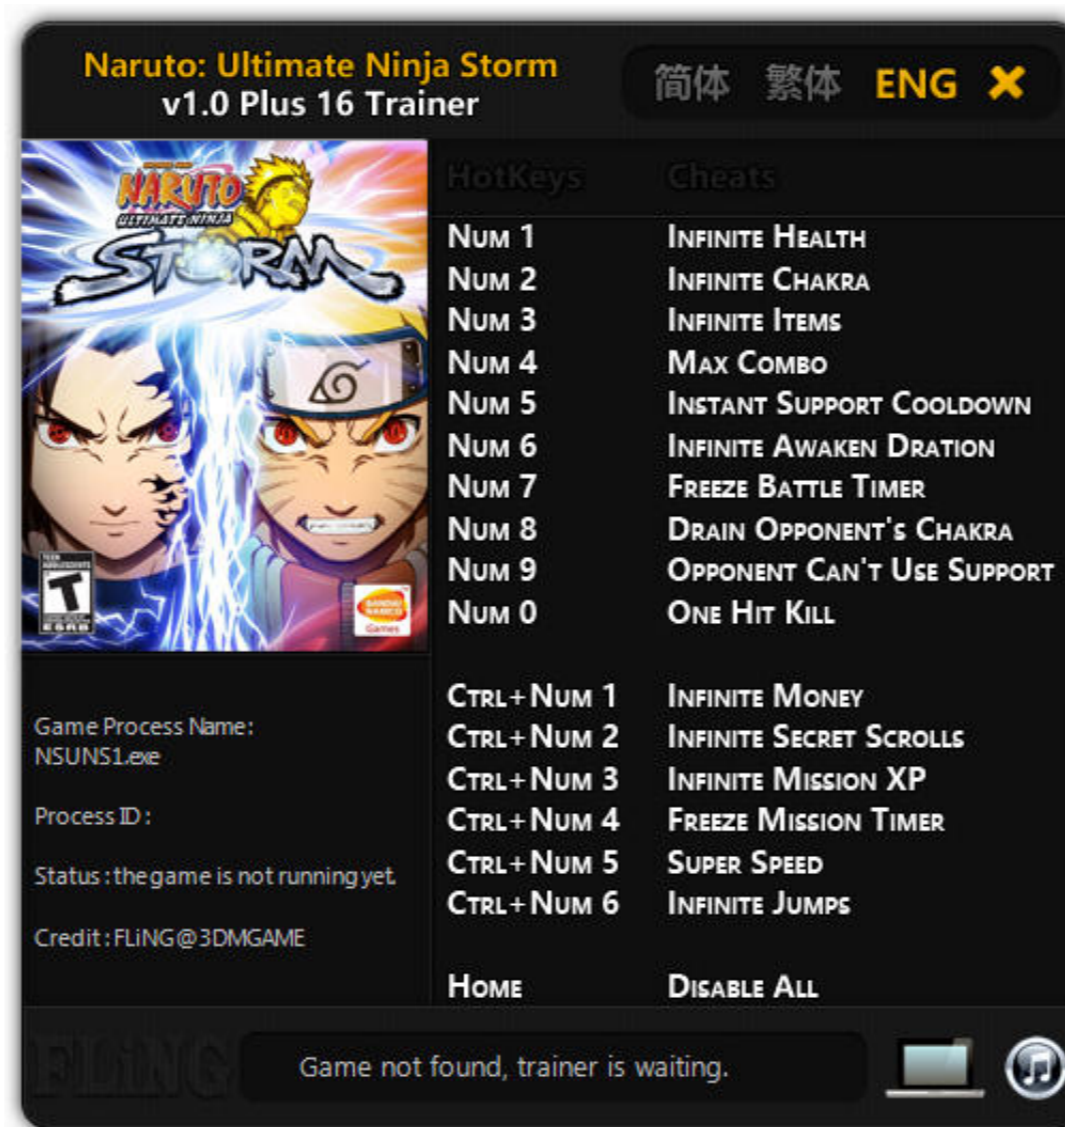 Naruto: Ultimate Ninja Storm
v1.0 Plus 16 Trainer
简体 繁体 ENG
NARUTO
ULTIMATE NINJA
STORM
T
ESRB
BANDAI
NAMCO
Games
HotKeys Cheats
Num 1 Infinite Health
Num 2 Infinite Chakra
Num 3 Infinite Items
Num 4 Max Combo
Num 5 Instant Support Cooldown
Num 6 Infinite Awaken Dration
Num 7 Freeze Battle Timer
Num 8 Drain Opponent's Chakra
Num 9 Opponent Can't Use Support
Num 0 One Hit Kill
Ctrl+Num 1 Infinite Money
Ctrl+Num 2 Infinite Secret Scrolls
Ctrl+Num 3 Infinite Mission XP
Ctrl+Num 4 Freeze Mission Timer
Ctrl+Num 5 Super Speed
Ctrl+Num 6 Infinite Jumps
Home Disable All
Game Process Name:
NSUNS1.exe
Process ID :
Status : the game is not running yet.
Credit : FLiNG@3DMGAME
FLiNG
Game not found, trainer is waiting.